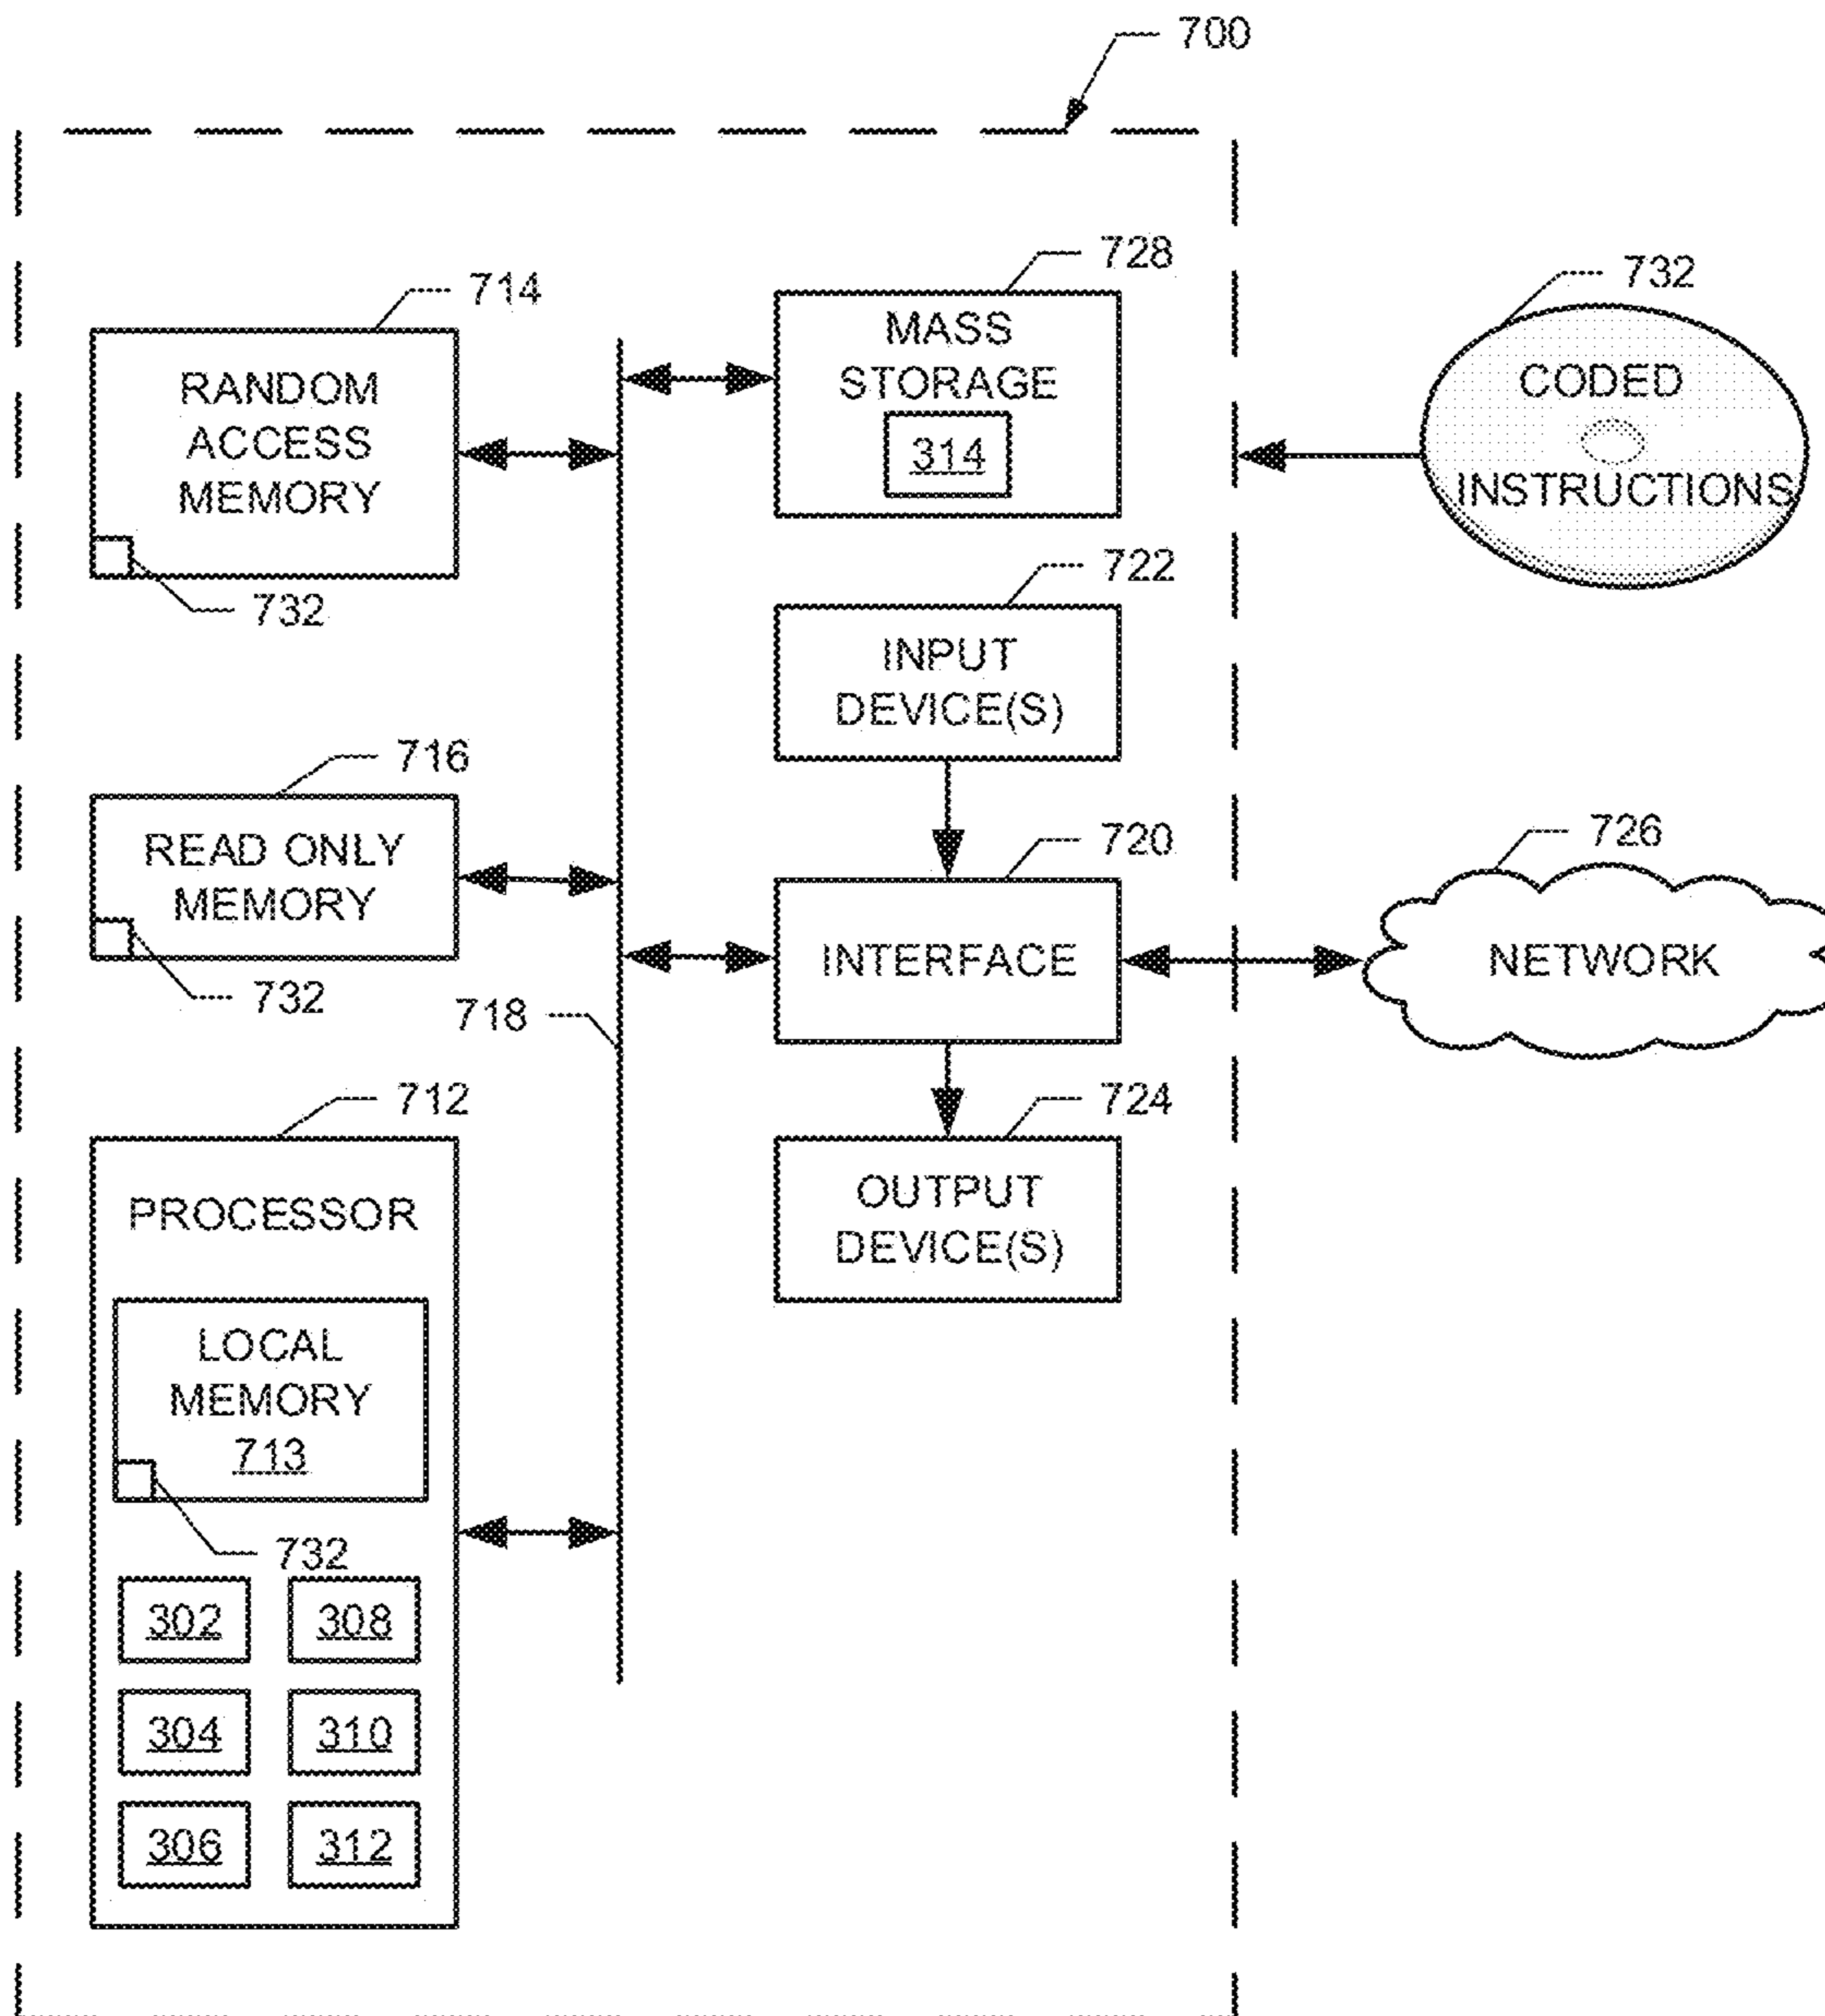 700
714
RANDOM
ACCESS
MEMORY
732
716
READ ONLY
MEMORY
732
718
712
PROCESSOR
LOCAL
MEMORY
713
732
302
308
304
310
306
312
728
MASS
STORAGE
314
722
INPUT
DEVICE(S)
720
INTERFACE
724
OUTPUT
DEVICE(S)
732
CODED
INSTRUCTIONS
726
NETWORK